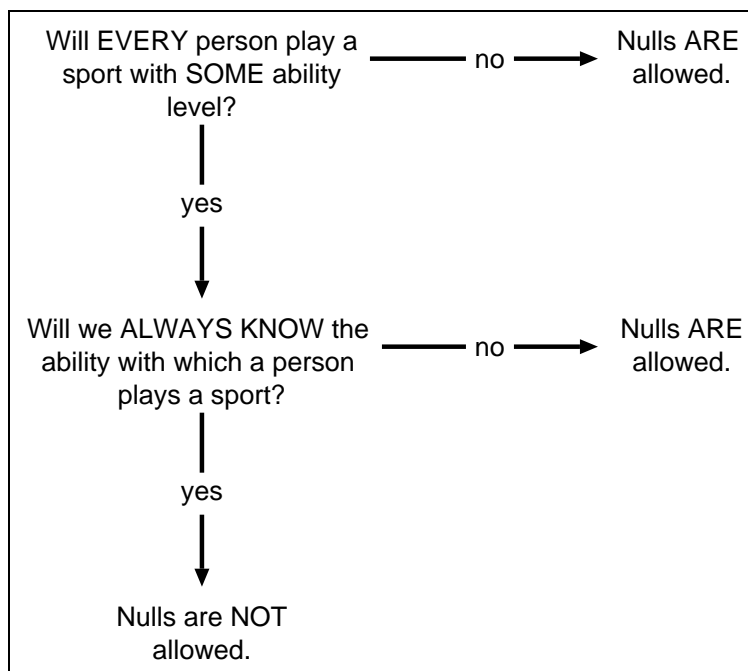 Will EVERY person play a
sport with SOME ability
level?
no
Nulls ARE
allowed.
yes
Will we ALWAYS KNOW the
ability with which a person
plays a sport?
no
Nulls ARE
allowed.
yes
Nulls are NOT
allowed.